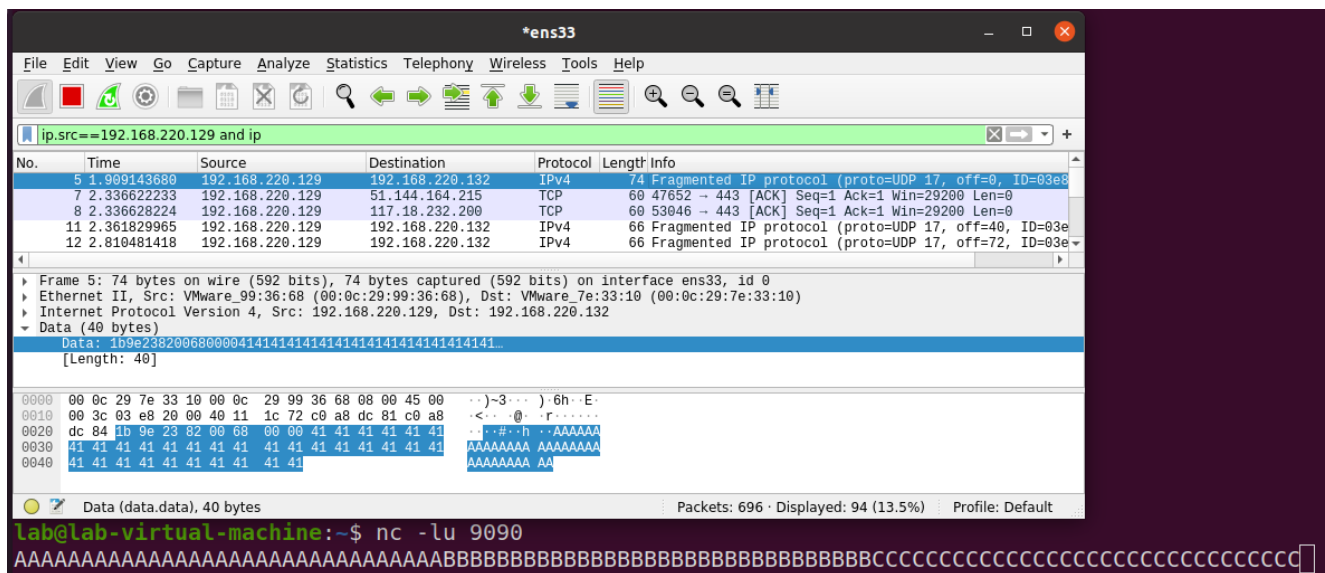 *ens33
File Edit View Go Capture Analyze Statistics Telephony Wireless Tools Help
ip.src==192.168.220.129 and ip
No. Time Source Destination Protocol Length Info
5 1.909143680 192.168.220.129 192.168.220.132 IPv4 74 Fragmented IP protocol (proto=UDP 17, off=0, ID=03e8
7 2.336622233 192.168.220.129 51.144.164.215 TCP 60 47652 → 443 [ACK] Seq=1 Ack=1 Win=29200 Len=0
8 2.336628224 192.168.220.129 117.18.232.200 TCP 60 53046 → 443 [ACK] Seq=1 Ack=1 Win=29200 Len=0
11 2.361829965 192.168.220.129 192.168.220.132 IPv4 66 Fragmented IP protocol (proto=UDP 17, off=40, ID=03e
12 2.810481418 192.168.220.129 192.168.220.132 IPv4 66 Fragmented IP protocol (proto=UDP 17, off=72, ID=03e
Frame 5: 74 bytes on wire (592 bits), 74 bytes captured (592 bits) on interface ens33, id 0
Ethernet II, Src: VMware_99:36:68 (00:0c:29:99:36:68), Dst: VMware_7e:33:10 (00:0c:29:7e:33:10)
Internet Protocol Version 4, Src: 192.168.220.129, Dst: 192.168.220.132
Data (40 bytes)
Data: 1b9e238200680000414141414141414141414141414141…
[Length: 40]
0000 00 0c 29 7e 33 10 00 0c 29 99 36 68 08 00 45 00 ··)~3··· )·6h··E·
0010 00 3c 03 e8 20 00 40 11 1c 72 c0 a8 dc 81 c0 a8 ·<·· ·@· ·r······
0020 dc 84 1b 9e 23 82 00 68 00 00 41 41 41 41 41 41 ····#··h ··AAAAAA
0030 41 41 41 41 41 41 41 41 41 41 41 41 41 41 41 41 AAAAAAAA AAAAAAAA
0040 41 41 41 41 41 41 41 41 41 41 AAAAAAAA AA
Data (data.data), 40 bytes Packets: 696 · Displayed: 94 (13.5%) Profile: Default
lab@lab-virtual-machine:~$ nc -lu 9090
AAAAAAAAAAAAAAAAAAAAAAAAAAAAAAAABBBBBBBBBBBBBBBBBBBBBBBBBBBBBBBBCCCCCCCCCCCCCCCCCCCCCCCCCCCCCCCC